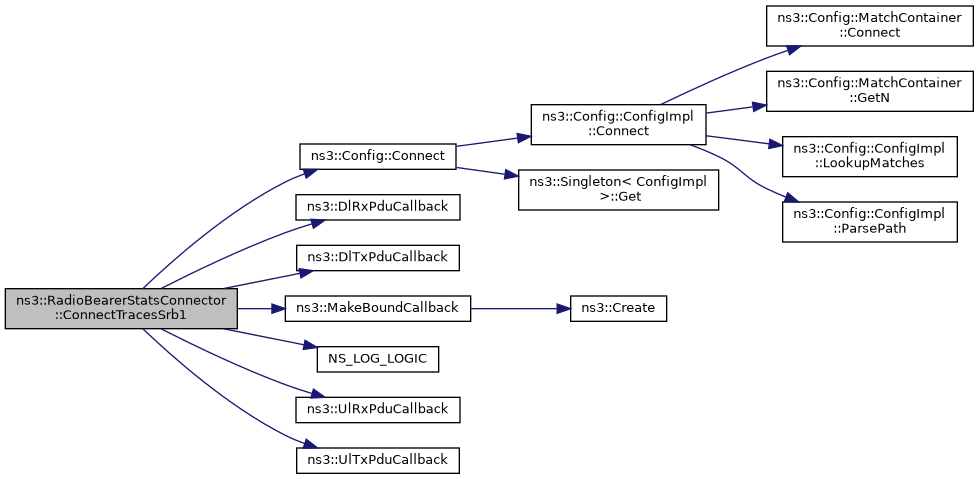 ns3::RadioBearerStatsConnector
::ConnectTracesSrb1
ns3::Config::Connect
ns3::DlRxPduCallback
ns3::DlTxPduCallback
ns3::MakeBoundCallback
NS_LOG_LOGIC
ns3::UlRxPduCallback
ns3::UlTxPduCallback
ns3::Config::ConfigImpl
::Connect
ns3::Singleton< ConfigImpl
>::Get
ns3::Create
ns3::Config::MatchContainer
::Connect
ns3::Config::MatchContainer
::GetN
ns3::Config::ConfigImpl
::LookupMatches
ns3::Config::ConfigImpl
::ParsePath